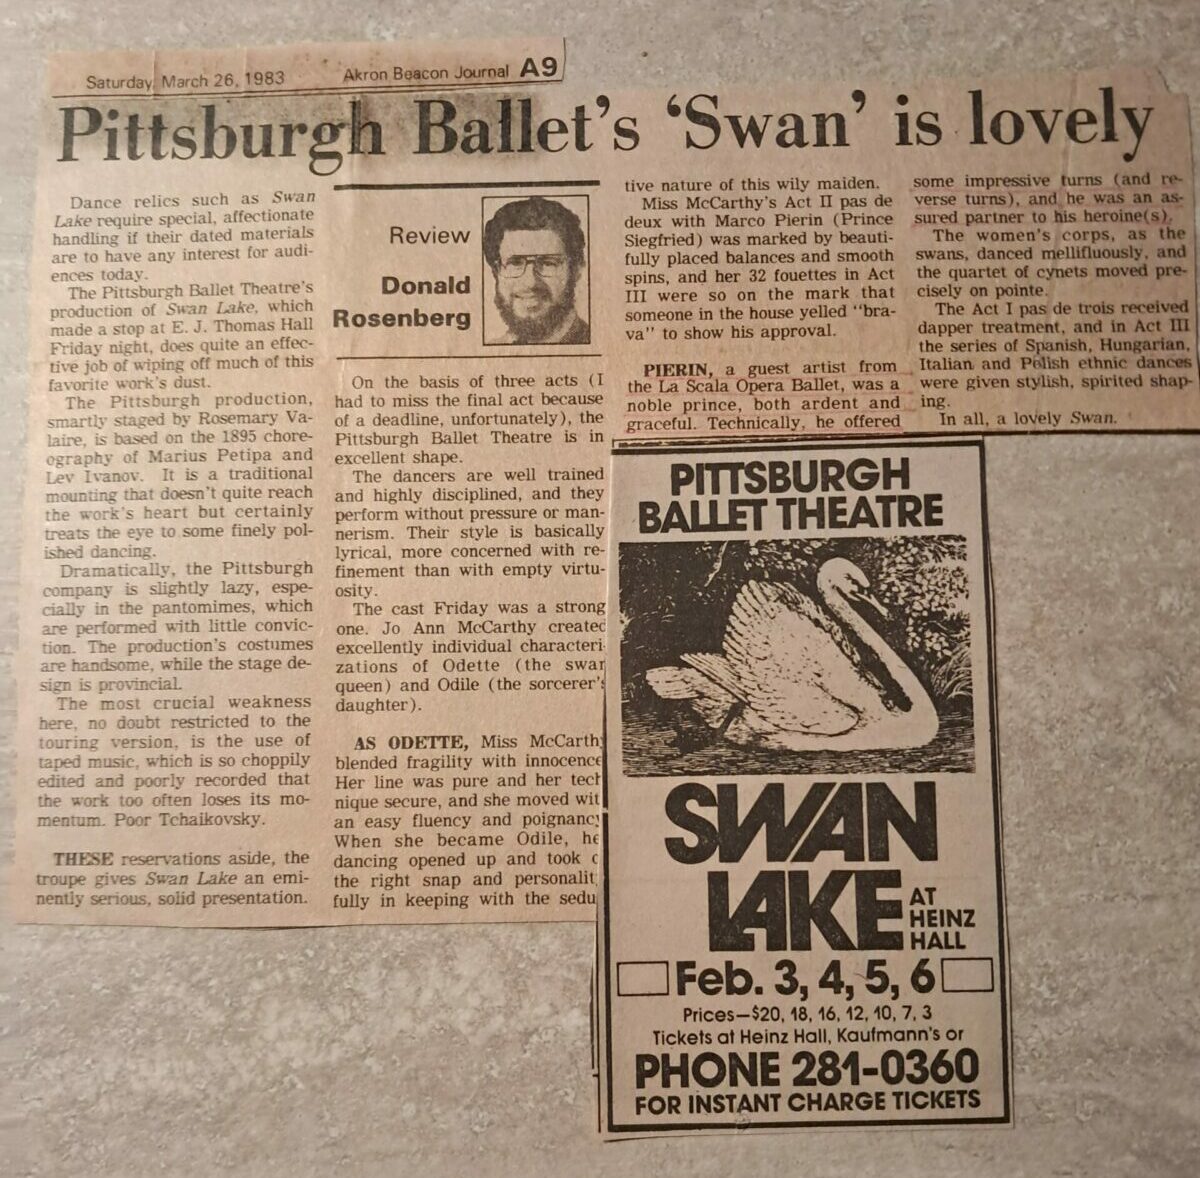 Saturday, March 26, 1983 Akron Beacon Journal A9
Pittsburgh Ballet's 'Swan' is lovely
Dance relics such as Swan
Lake require special, affectionate
handling if their dated materials
are to have any interest for audi-
ences today.
The Pittsburgh Ballet Theatre's
production of Swan Lake, which
made a stop at E. J. Thomas Hall
Friday night, does quite an effec-
tive job of wiping off much of this
favorite work's dust.
The Pittsburgh production,
smartly staged by Rosemary Va-
laire, is based on the 1895 chore-
ography of Marius Petipa and
Lev Ivanov. It is a traditional
mounting that doesn't quite reach
the work's heart but certainly
treats the eye to some finely pol-
ished dancing.
Dramatically, the Pittsburgh
company is slightly lazy, espe-
cially in the pantomimes, which
are performed with little convic-
tion. The production's costumes
are handsome, while the stage de-
sign is provincial.
The most crucial weakness
here, no doubt restricted to the
touring version, is the use of
taped music, which is so choppily
edited and poorly recorded that
the work too often loses its mo-
mentum. Poor Tchaikovsky.
THESE reservations aside, the
troupe gives Swan Lake an emi-
nently serious, solid presentation.
Review
Donald
Rosenberg
On the basis of three acts (I
had to miss the final act because
of a deadline, unfortunately), the
Pittsburgh Ballet Theatre is in
excellent shape.
The dancers are well trained
and highly disciplined, and they
perform without pressure or man-
nerism. Their style is basically
lyrical, more concerned with re-
finement than with empty virtu-
osity.
The cast Friday was a strong
one. Jo Ann McCarthy created
excellently individual characteri-
zations of Odette (the swan
queen) and Odile (the sorcerer's
daughter).
AS ODETTE, Miss McCarthy
blended fragility with innocence
Her line was pure and her tech
nique secure, and she moved wit
an easy fluency and poignancy
When she became Odile, he
dancing opened up and took o
the right snap and personalit
fully in keeping with the sedu
tive nature of this wily maiden.
Miss McCarthy's Act II pas de
deux with Marco Pierin (Prince
Siegfried) was marked by beauti-
fully placed balances and smooth
spins, and her 32 fouettes in Act
III were so on the mark that
someone in the house yelled "bra-
va" to show his approval.
PIERIN, a guest artist from
the La Scala Opera Ballet, was a
noble prince, both ardent and
graceful. Technically, he offered
some impressive turns (and re-
verse turns), and he was an as-
sured partner to his heroine(s).
The women's corps, as the
swans, danced mellifluously, and
the quartet of cynets moved pre-
cisely on pointe.
The Act I pas de trois received
dapper treatment, and in Act III
the series of Spanish, Hungarian,
Italian and Polish ethnic dances
were given stylish, spirited shap-
ing.
In all, a lovely Swan.
PITTSBURGH
BALLET THEATRE
SWAN
LAKE
AT
HEINZ
HALL
Feb. 3, 4, 5, 6
Prices—$20, 18, 16, 12, 10, 7, 3
Tickets at Heinz Hall, Kaufmann's or
PHONE 281-0360
FOR INSTANT CHARGE TICKETS